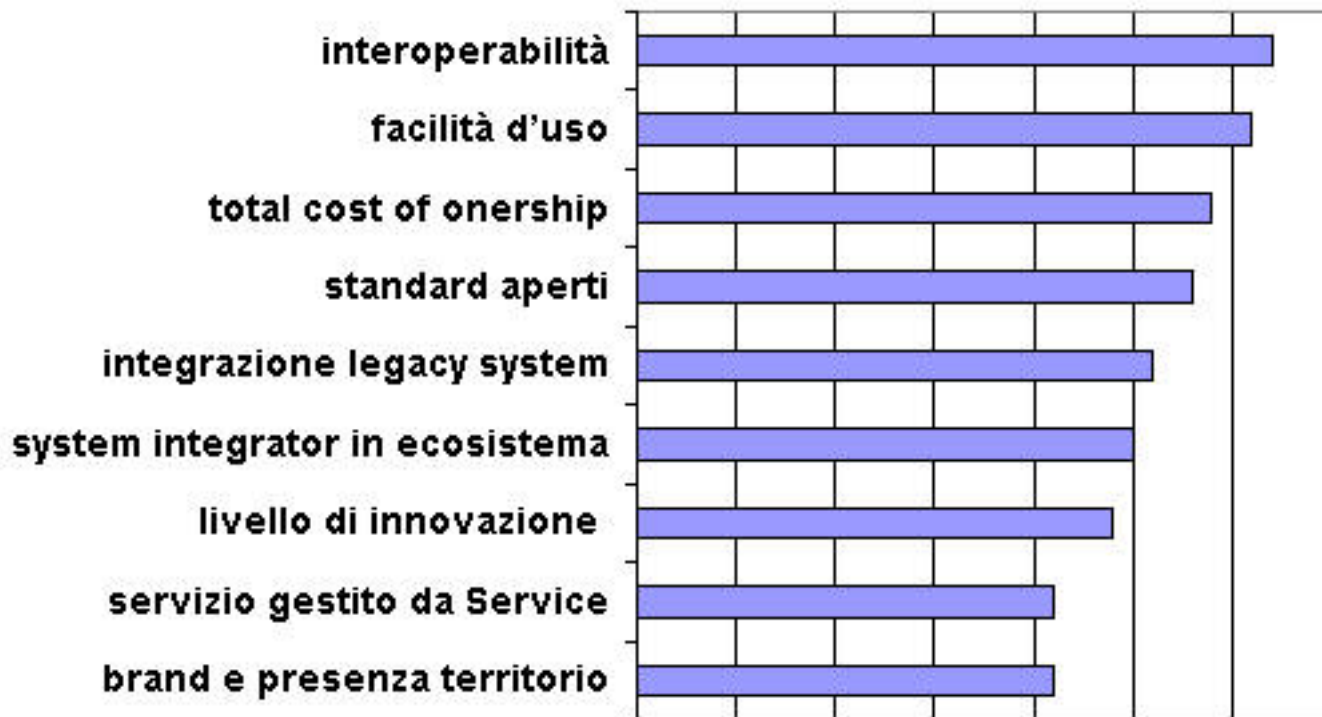 interoperabilità
facilità d'uso
total cost of onership
standard aperti
integrazione legacy system
system integrator in ecosistema
livello di innovazione
servizio gestito da Service
brand e presenza territorio